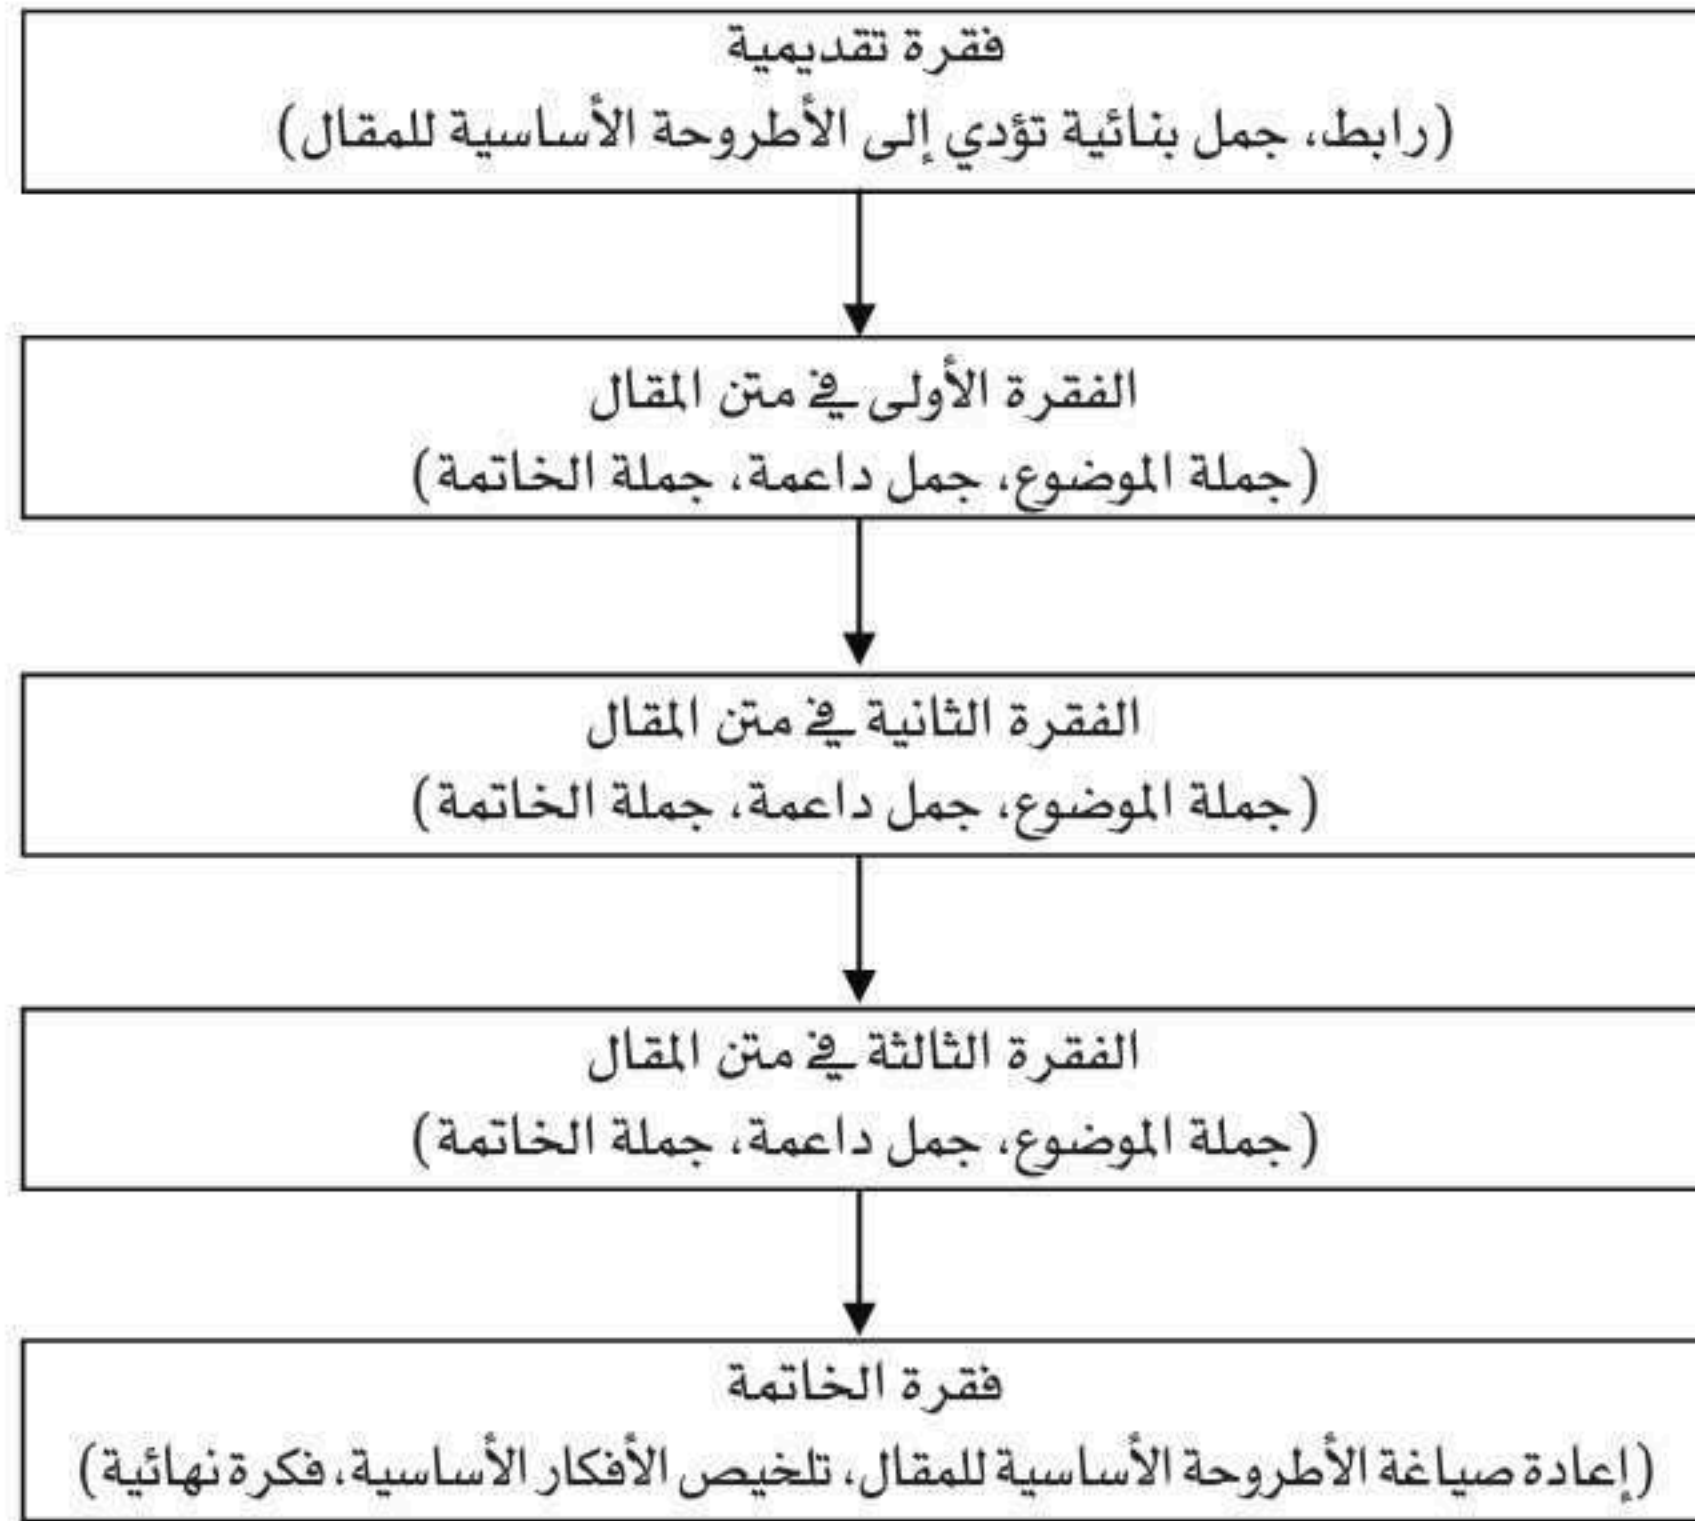 فقرة تقديمية
(رابط، جمل بنائية تؤدي إلى الأطروحة الأساسية للمقال)
الفقرة الأولى في متن المقال
(جملة الموضوع، جمل داعمة، جملة الخاتمة)
الفقرة الثانية في متن المقال
(جملة الموضوع، جمل داعمة، جملة الخاتمة)
الفقرة الثالثة في متن المقال
(جملة الموضوع، جمل داعمة، جملة الخاتمة)
فقرة الخاتمة
(إعادة صياغة الأطروحة الأساسية للمقال، تلخيص الأفكار الأساسية، فكرة نهائية)